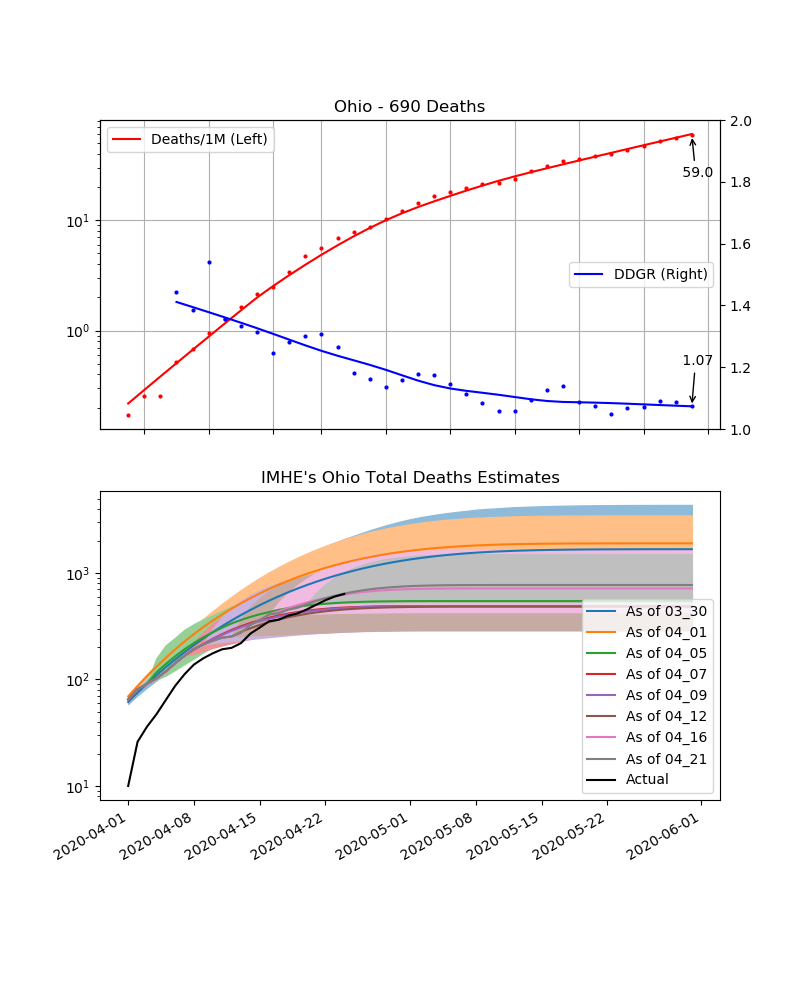 Ohio - 690 Deaths
Deaths/1M (Left)
DDGR (Right)
59.0
1.07
10¹
10⁰
2.0
1.8
1.6
1.4
1.2
1.0
IMHE's Ohio Total Deaths Estimates
10³
10²
10¹
As of 03_30
As of 04_01
As of 04_05
As of 04_07
As of 04_09
As of 04_12
As of 04_16
As of 04_21
Actual
2020-04-01
2020-04-08
2020-04-15
2020-04-22
2020-05-01
2020-05-08
2020-05-15
2020-05-22
2020-06-01